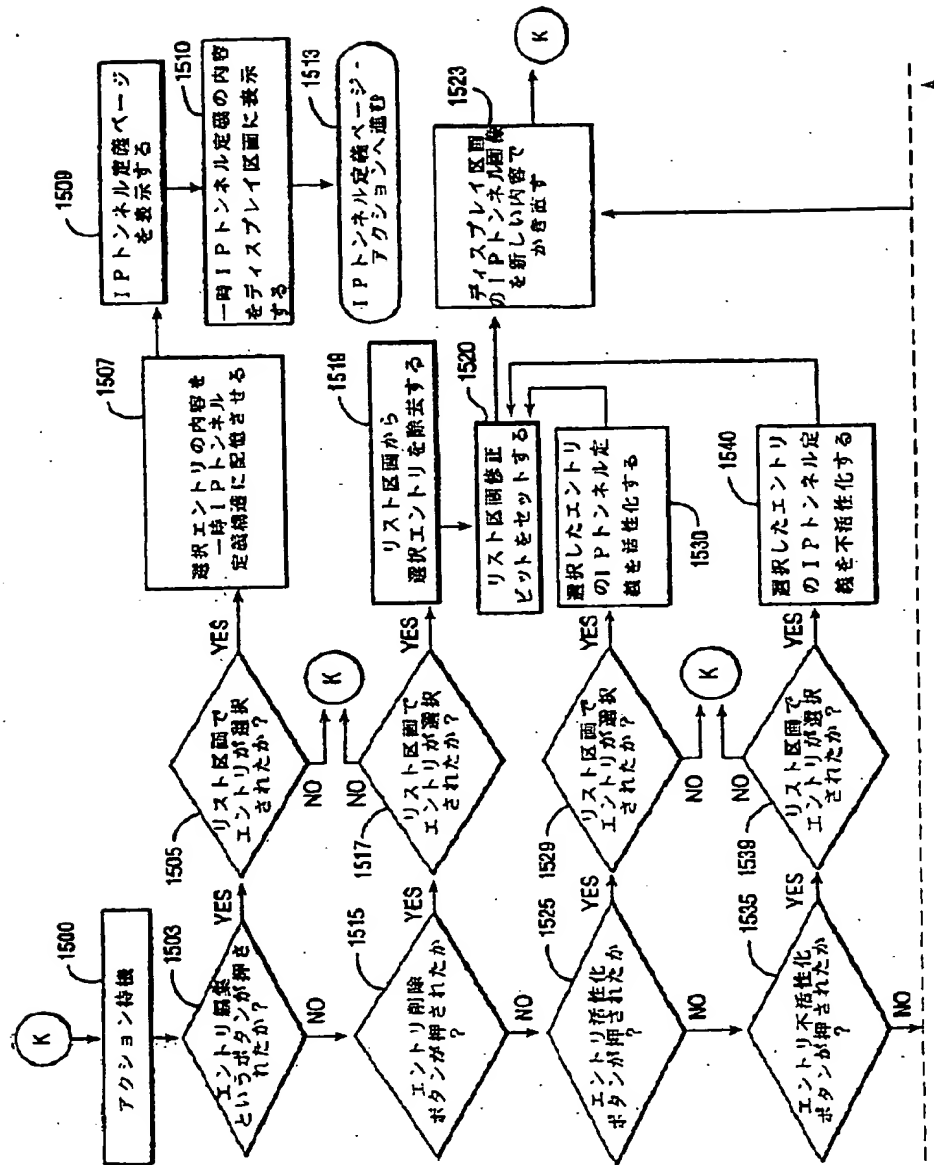 K
1500
アクション待機
1503
エントリ編集
というボタンが押さ
れたか?
YES
NO
1505
リスト区画で
エントリが選択
されたか?
YES
NO
1507
選択エントリの内容を
一時IPトンネル
定義構造に記憶させる
1509
IPトンネル定義ページ
を表示する
1510
一時IPトンネル定義の内容
をディスプレイ区画に表示
する
1513
IPトンネル定義ページ・
アクションへ進む
K
1515
エントリ削除
ボタンが押されたか
?
YES
NO
1517
リスト区画で
エントリが選択
されたか?
YES
NO
1519
リスト区画から
選択エントリを除去する
1520
リスト区画修正
ビットをセットする
1523
ディスプレイ区画
のIPトンネル画像
を新しい内容で
かき直す
K
1525
エントリ活性化
ボタンが押されたか
?
YES
NO
1529
リスト区画で
エントリが選択
されたか?
YES
NO
1530
選択したエントリ
のIPトンネル定
義を活性化する
K
1535
エントリ不活性化
ボタンが押されたか
?
YES
NO
1539
リスト区画で
エントリが選択
されたか?
YES
NO
1540
選択したエントリ
のIPトンネル定
義を不活性化する